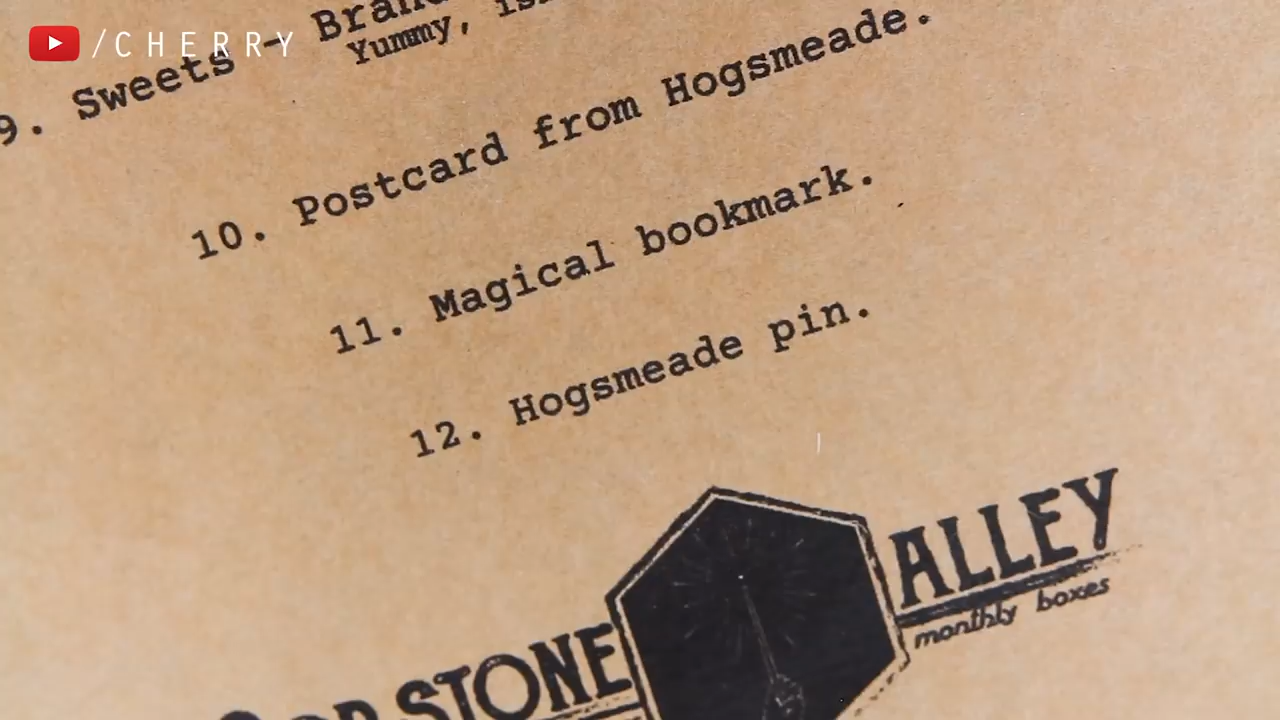 /CHERRY
9. Sweets -
Yummy,
10. Postcard from Hogsmeade.
11. Magical bookmark.
12. Hogsmeade pin.
STONE
ALLEY
monthly boxes